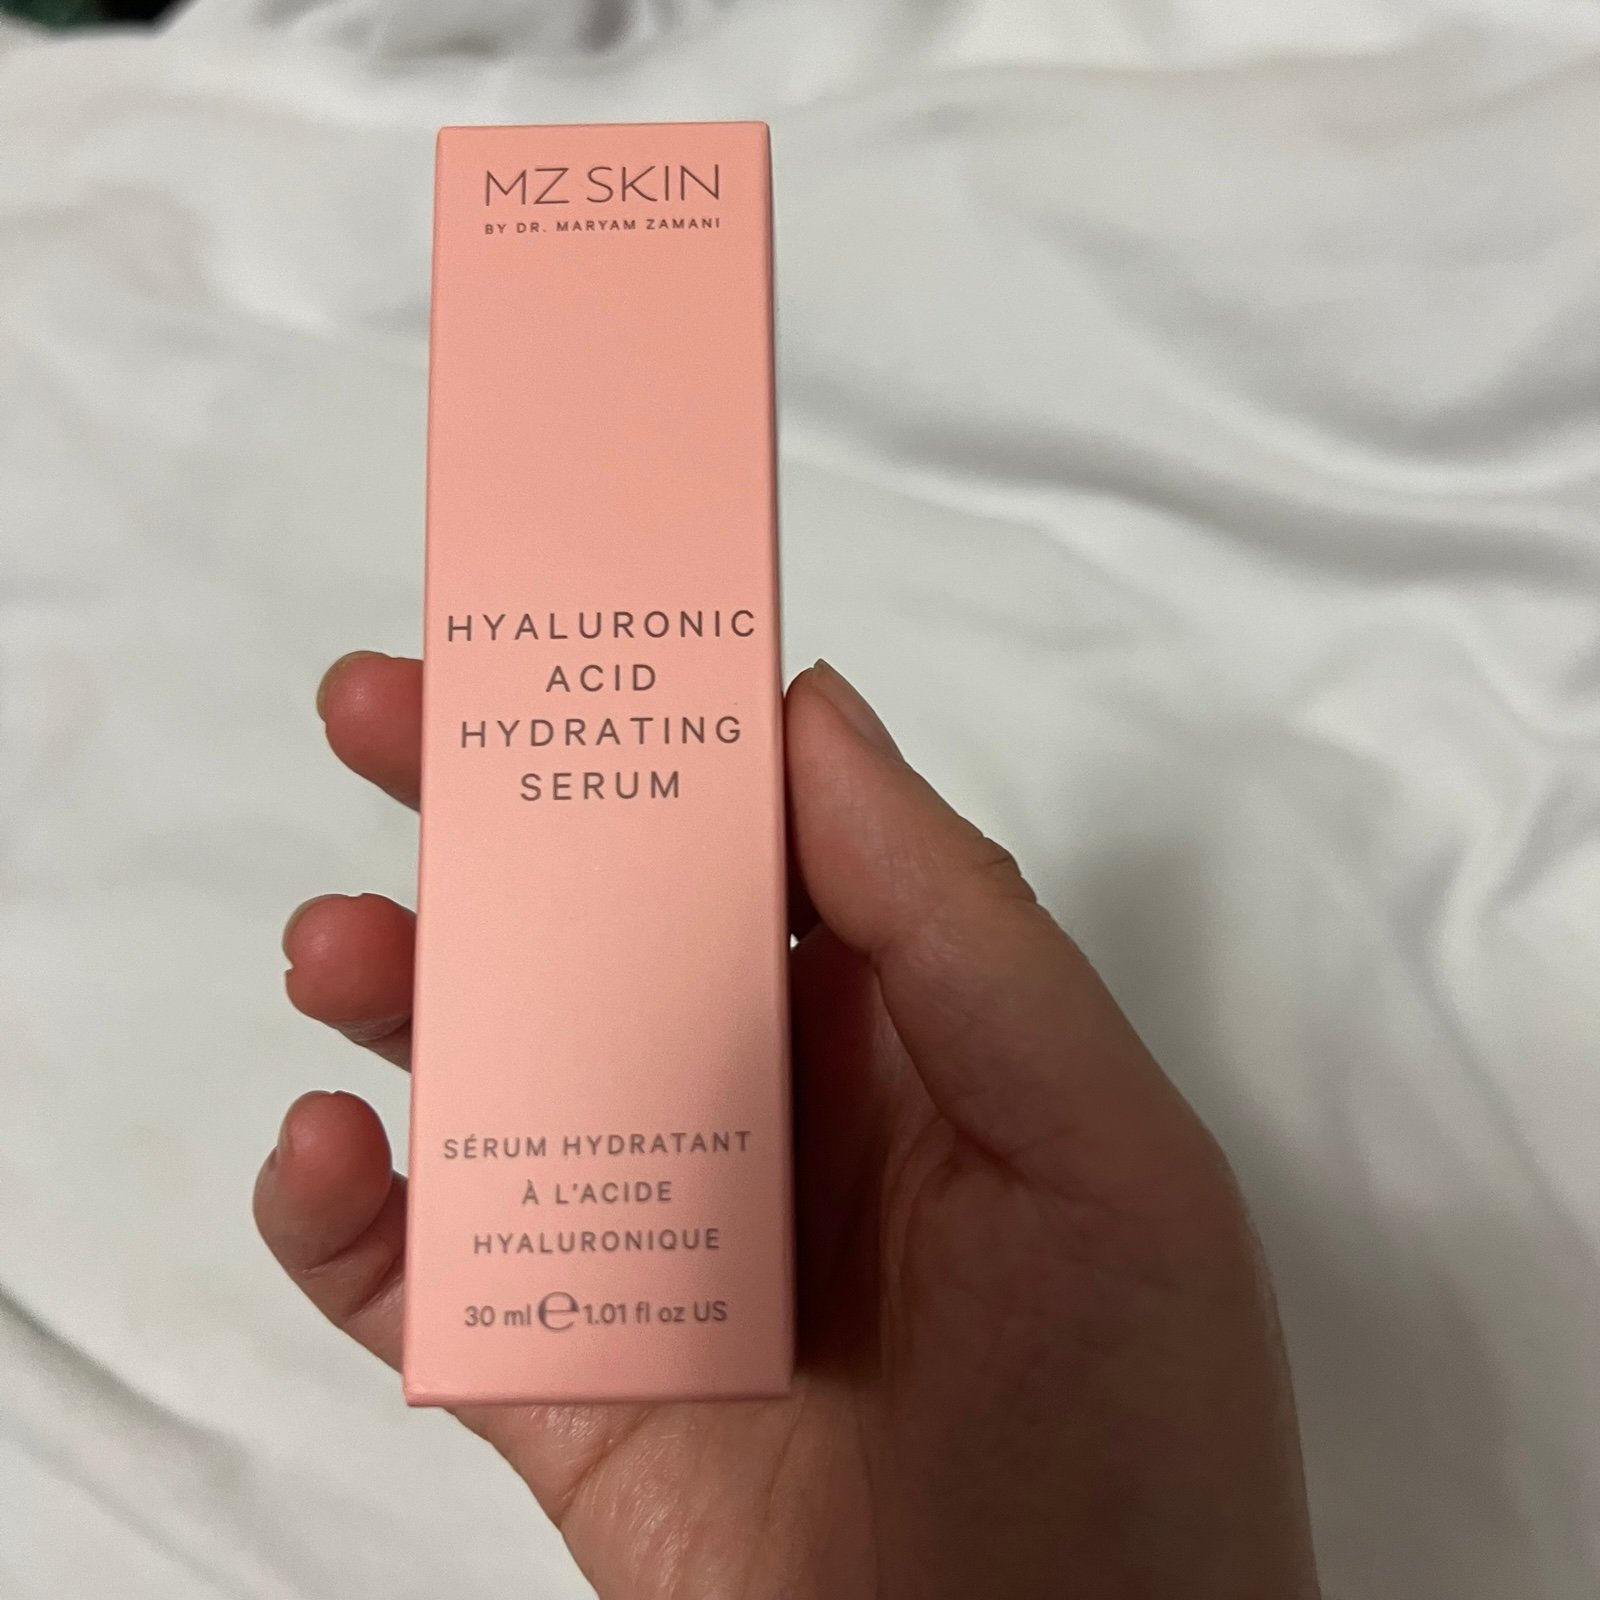 MZ SKIN
BY DR. MARYAM ZAMANI
HYALURONIC
ACID
HYDRATING
SERUM
SÉRUM HYDRATANT
À L'ACIDE
HYALURONIQUE
30 ml ℮ 1.01 fl oz US